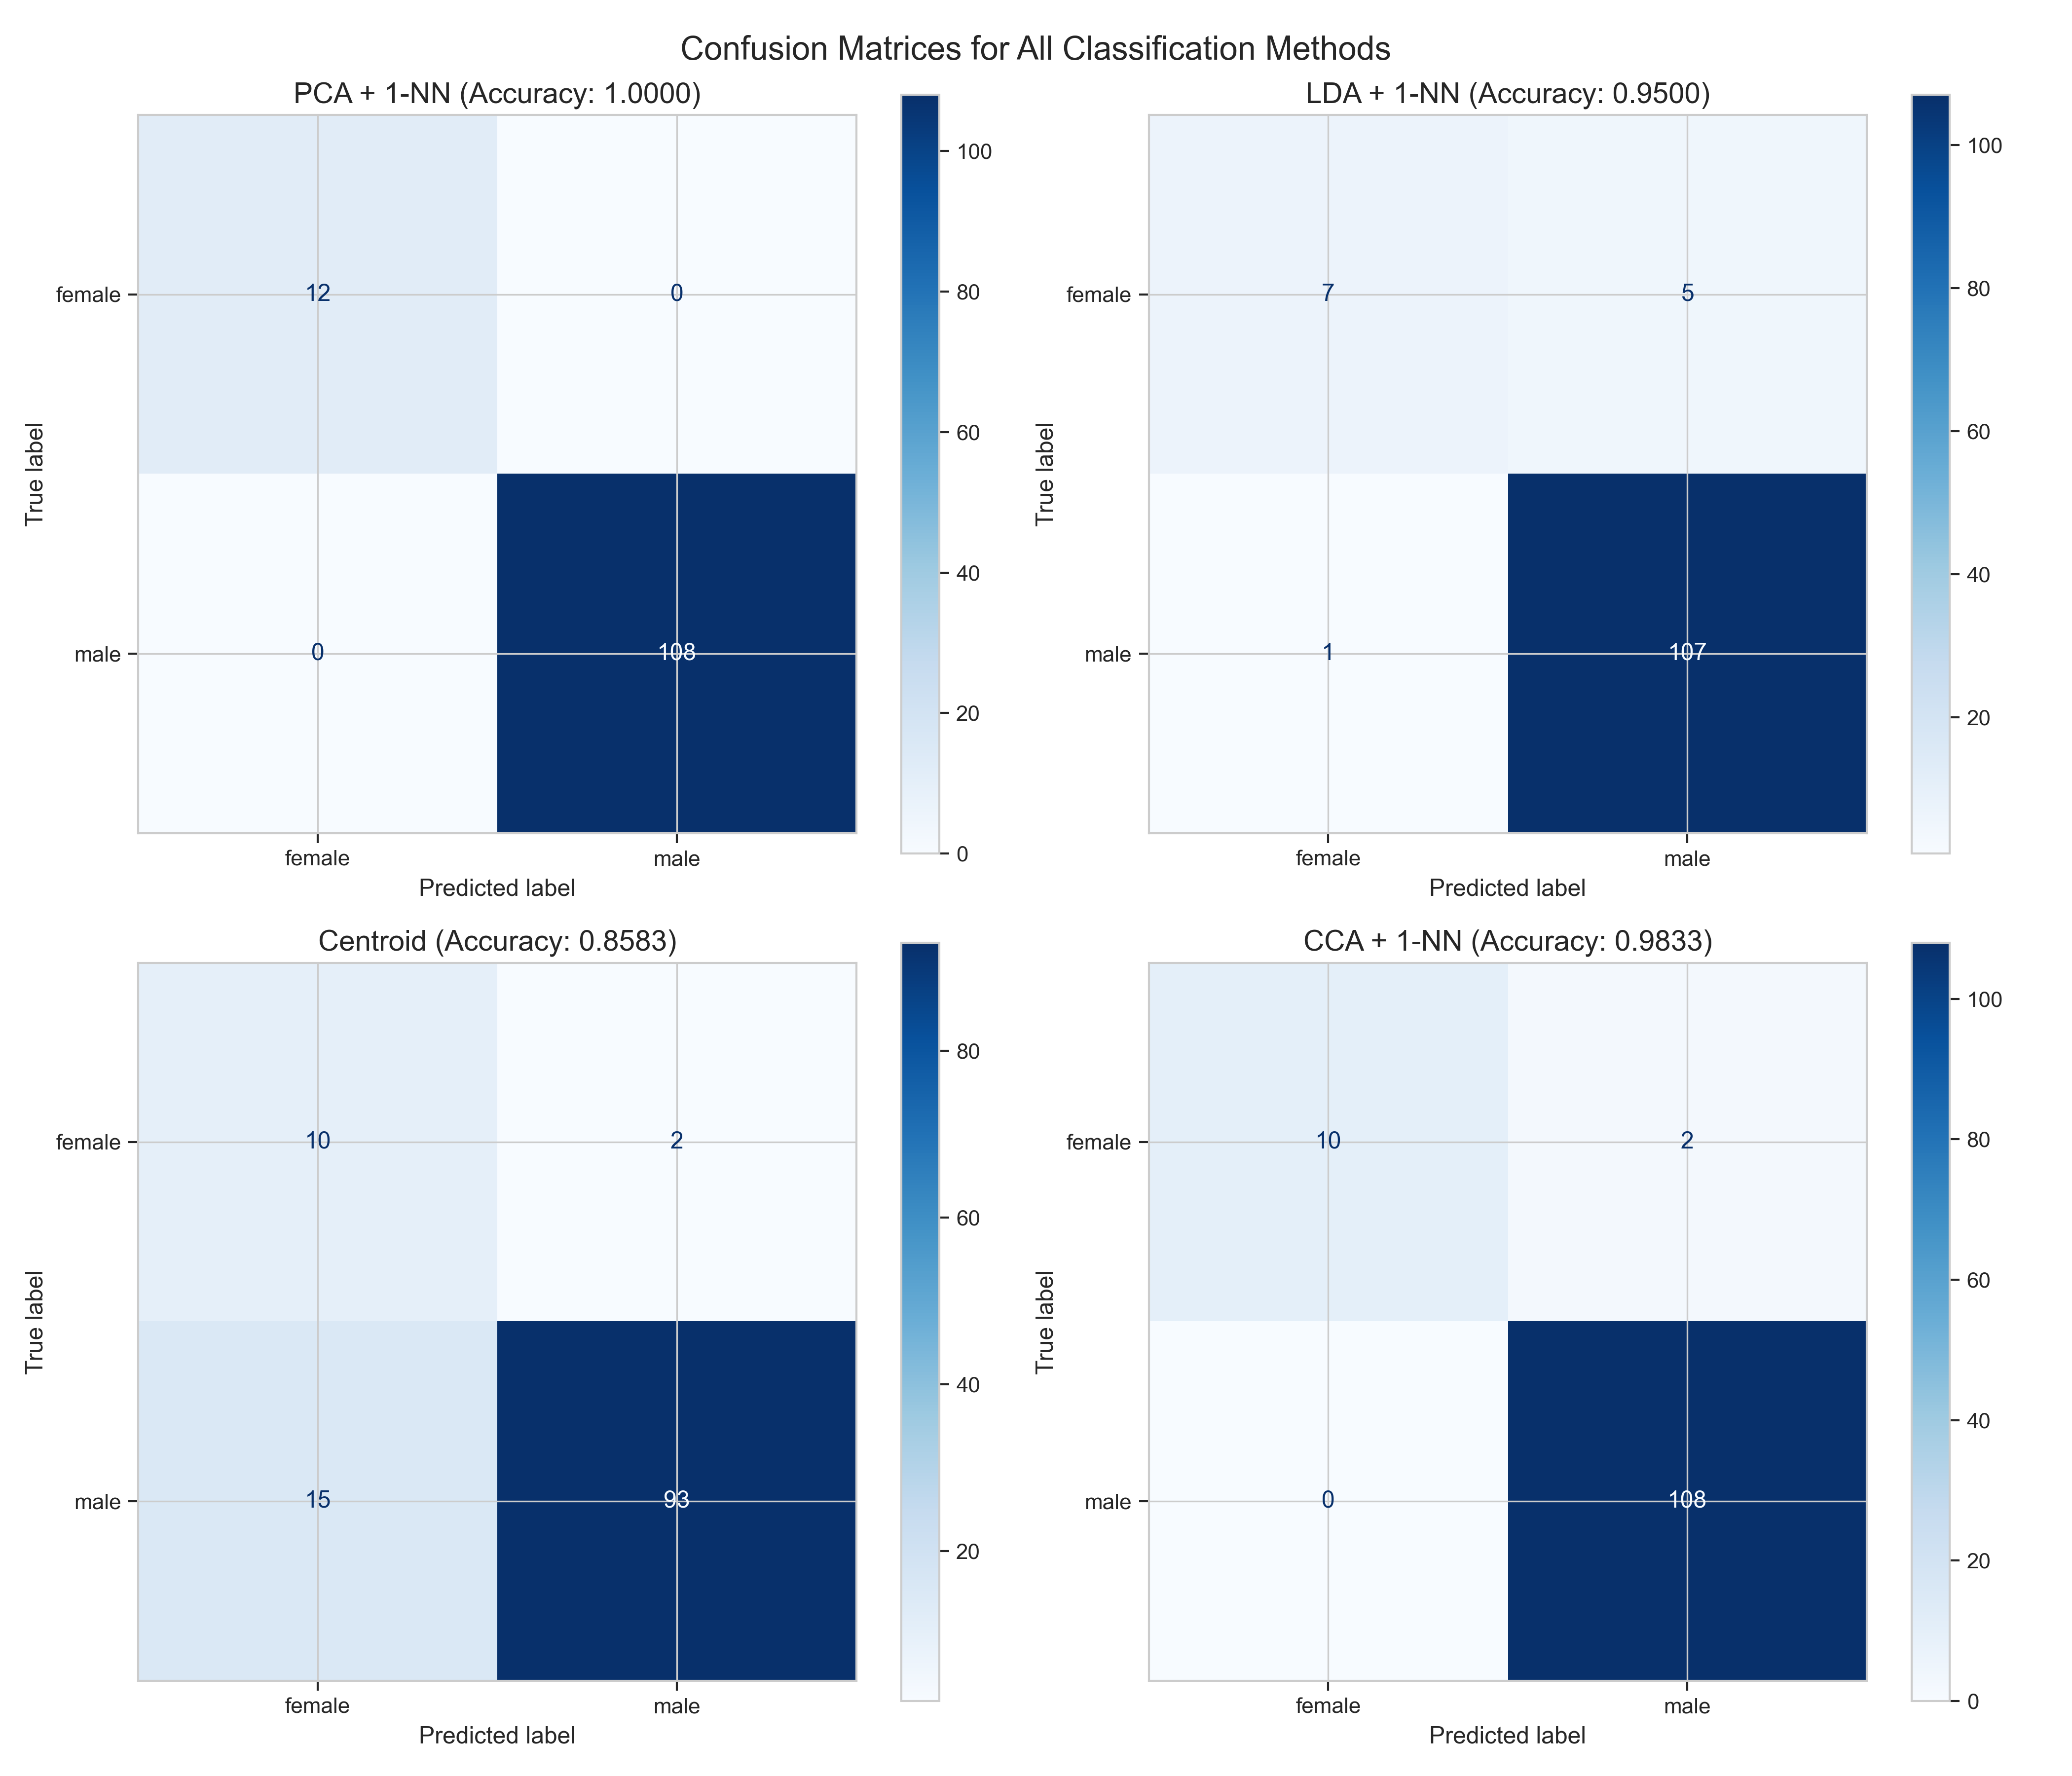 Confusion Matrices for All Classification Methods
PCA + 1-NN (Accuracy: 1.0000)
True label
female
12
0
male
0
108
female
male
Predicted label
100
80
60
40
20
0
LDA + 1-NN (Accuracy: 0.9500)
True label
female
7
5
male
1
107
female
male
Predicted label
100
80
60
40
20
Centroid (Accuracy: 0.8583)
True label
female
10
2
male
15
93
female
male
Predicted label
80
60
40
20
CCA + 1-NN (Accuracy: 0.9833)
True label
female
10
2
male
0
108
female
male
Predicted label
100
80
60
40
20
0